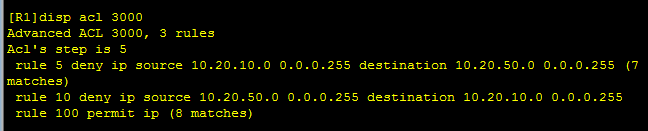 [R1]disp acl 3000
Advanced ACL 3000, 3 rules
Acl's step is 5
 rule 5 deny ip source 10.20.10.0 0.0.0.255 destination 10.20.50.0 0.0.0.255 (7
matches)
 rule 10 deny ip source 10.20.50.0 0.0.0.255 destination 10.20.10.0 0.0.0.255
 rule 100 permit ip (8 matches)